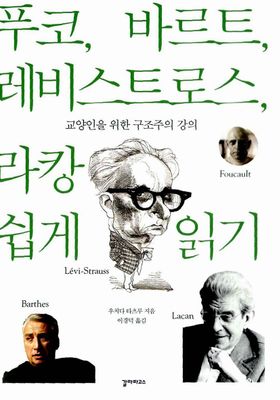 푸코, 바르트,
레비스트로스,
교양인을 위한 구조주의 강의
라캉
Foucault
쉽게 읽기
Lévi-Strauss
Barthes
우치다 타츠루 지음
이경덕 옮김
Lacan
갈라파고스